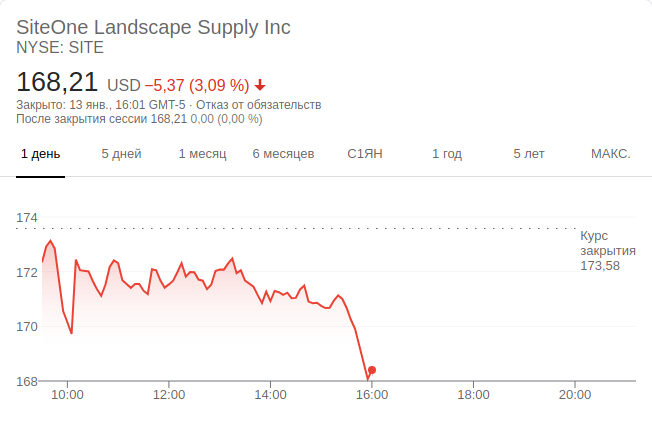 SiteOne Landscape Supply Inc
NYSE: SITE
168,21 USD −5,37 (3,09 %)
Закрыто: 13 янв., 16:01 GMT-5 · Отказ от обязательств
После закрытия сессии 168,21 0,00 (0,00 %)
1 день 5 дней 1 месяц 6 месяцев С1ЯН 1 год 5 лет МАКС.
174
Курс
закрытия
173,58
172
170
168
10:00 12:00 14:00 16:00 18:00 20:00